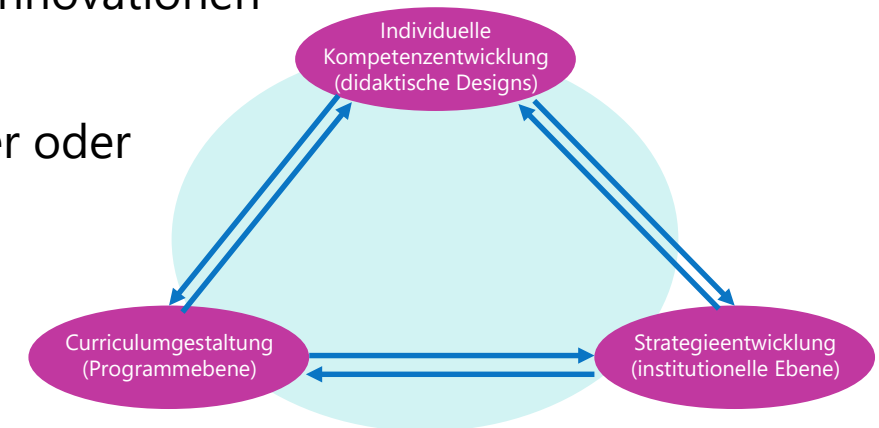 nnovationen
Individuelle
Kompetenzentwicklung
(didaktische Designs)
er oder
Curriculumgestaltung
(Programmebene)
Strategieentwicklung
(institutionelle Ebene)